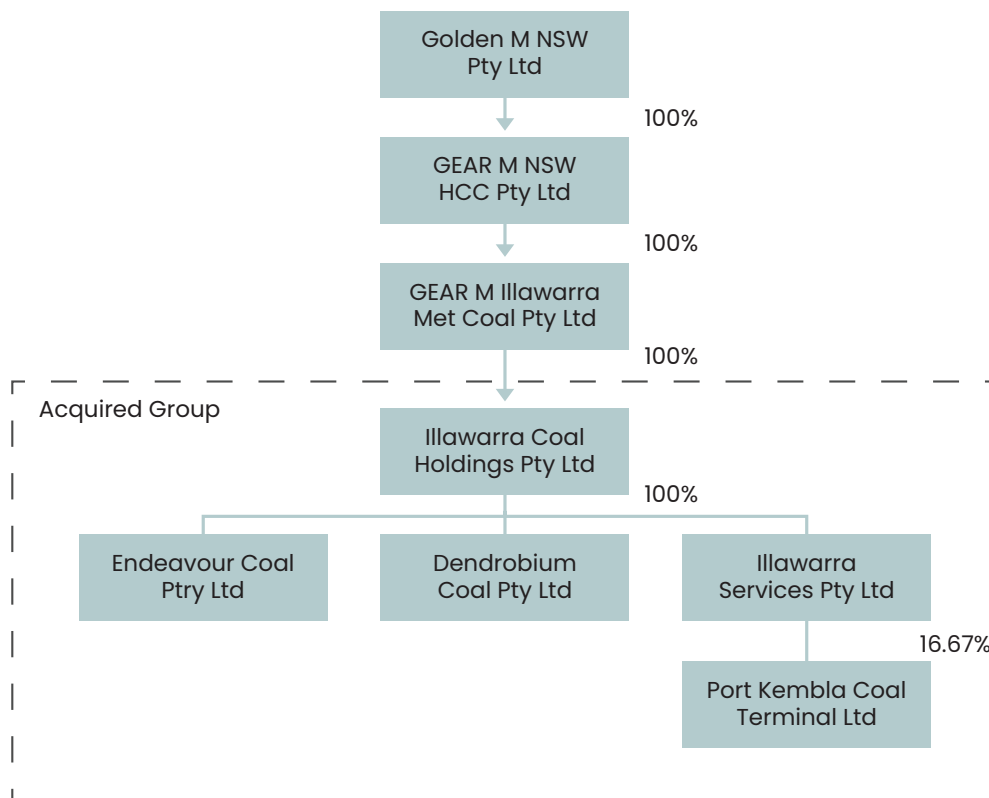 Golden M NSW
Pty Ltd
100%
GEAR M NSW
HCC Pty Ltd
100%
GEAR M Illawarra
Met Coal Pty Ltd
100%
Acquired Group
Illawarra Coal
Holdings Pty Ltd
100%
Endeavour Coal
Ptry Ltd
Dendrobium
Coal Pty Ltd
Illawarra
Services Pty Ltd
16.67%
Port Kembla Coal
Terminal Ltd